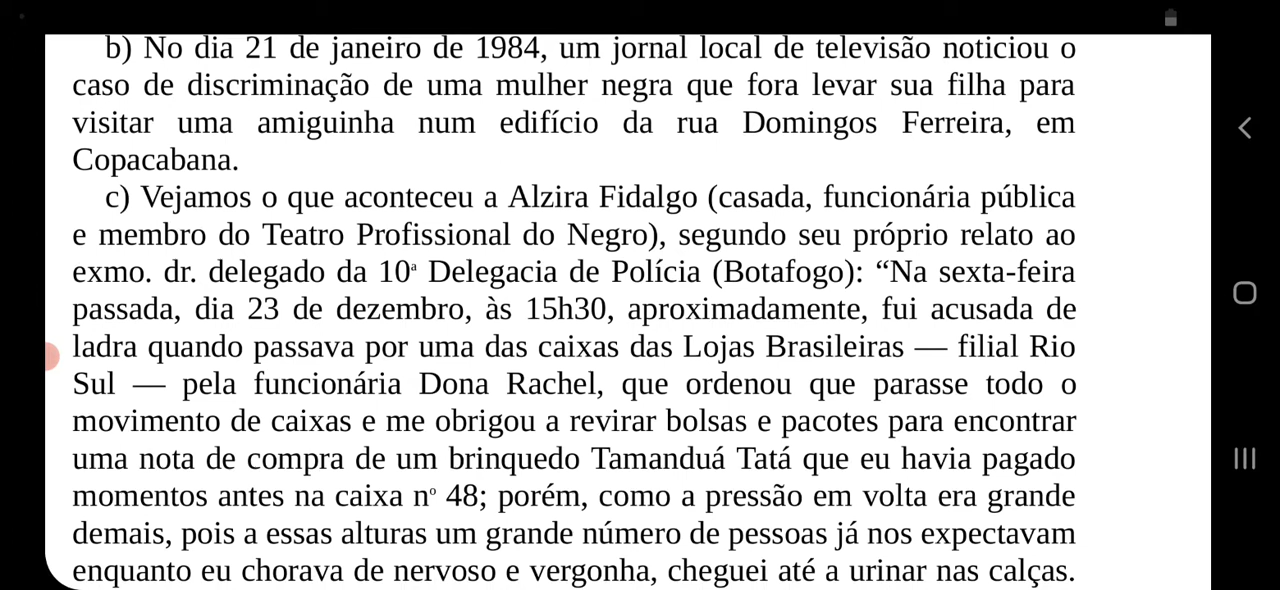 b) No dia 21 de janeiro de 1984, um jornal local de televisão noticiou o
caso de discriminação de uma mulher negra que fora levar sua filha para
visitar uma amiguinha num edifício da rua Domingos Ferreira, em
Copacabana.
c) Vejamos o que aconteceu a Alzira Fidalgo (casada, funcionária pública
e membro do Teatro Profissional do Negro), segundo seu próprio relato ao
exmo. dr. delegado da 10ª Delegacia de Polícia (Botafogo): “Na sexta-feira
passada, dia 23 de dezembro, às 15h30, aproximadamente, fui acusada de
ladra quando passava por uma das caixas das Lojas Brasileiras — filial Rio
Sul — pela funcionária Dona Rachel, que ordenou que parasse todo o
movimento de caixas e me obrigou a revirar bolsas e pacotes para encontrar
uma nota de compra de um brinquedo Tamanduá Tatá que eu havia pagado
momentos antes na caixa nº 48; porém, como a pressão em volta era grande
demais, pois a essas alturas um grande número de pessoas já nos expectavam
enquanto eu chorava de nervoso e vergonha, cheguei até a urinar nas calças.